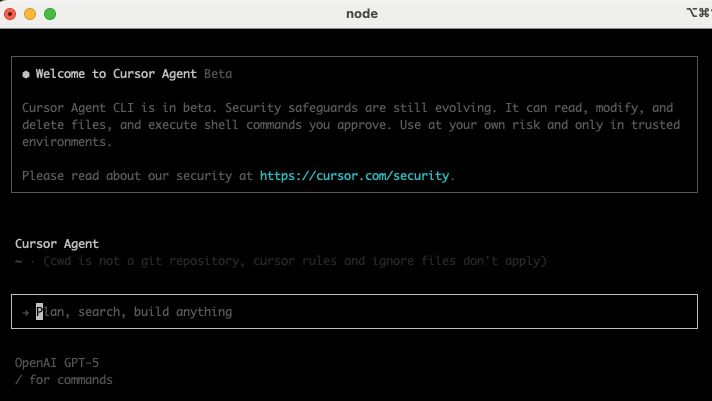 node
⌥⌘1
⬢ Welcome to Cursor Agent Beta
Cursor Agent CLI is in beta. Security safeguards are still evolving. It can read, modify, and
delete files, and execute shell commands you approve. Use at your own risk and only in trusted
environments.
Please read about our security at https://cursor.com/security.
Cursor Agent
~ · (cwd is not a git repository, cursor rules and ignore files don't apply)
→ Plan, search, build anything
OpenAI GPT-5
/ for commands